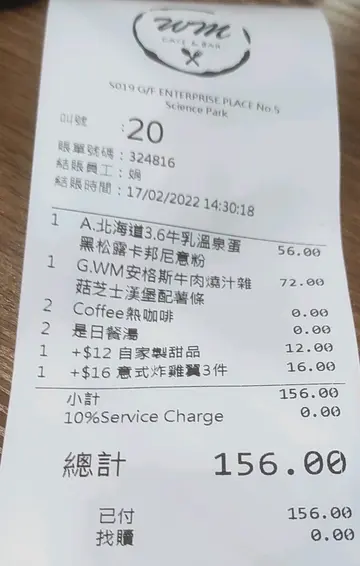 WM
CAFE & BAR
S019 G/F ENTERPRISE PLACE No.5
Science Park
叫號 :20
賬單號碼：324816
結賬員工：娟
結賬時間：17/02/2022 14:30:18
1 A.北海道3.6牛乳溫泉蛋 56.00
黑松露卡邦尼意粉
1 G.WM安格斯牛肉燒汁雜 72.00
菇芝士漢堡配薯條
2 Coffee熱咖啡 0.00
2 是日餐湯 0.00
1 +$12 自家製甜品 12.00
1 +$16 意式炸雞翼3件 16.00
小計 156.00
10%Service Charge 0.00
總計 156.00
已付 156.00
找贖 0.00